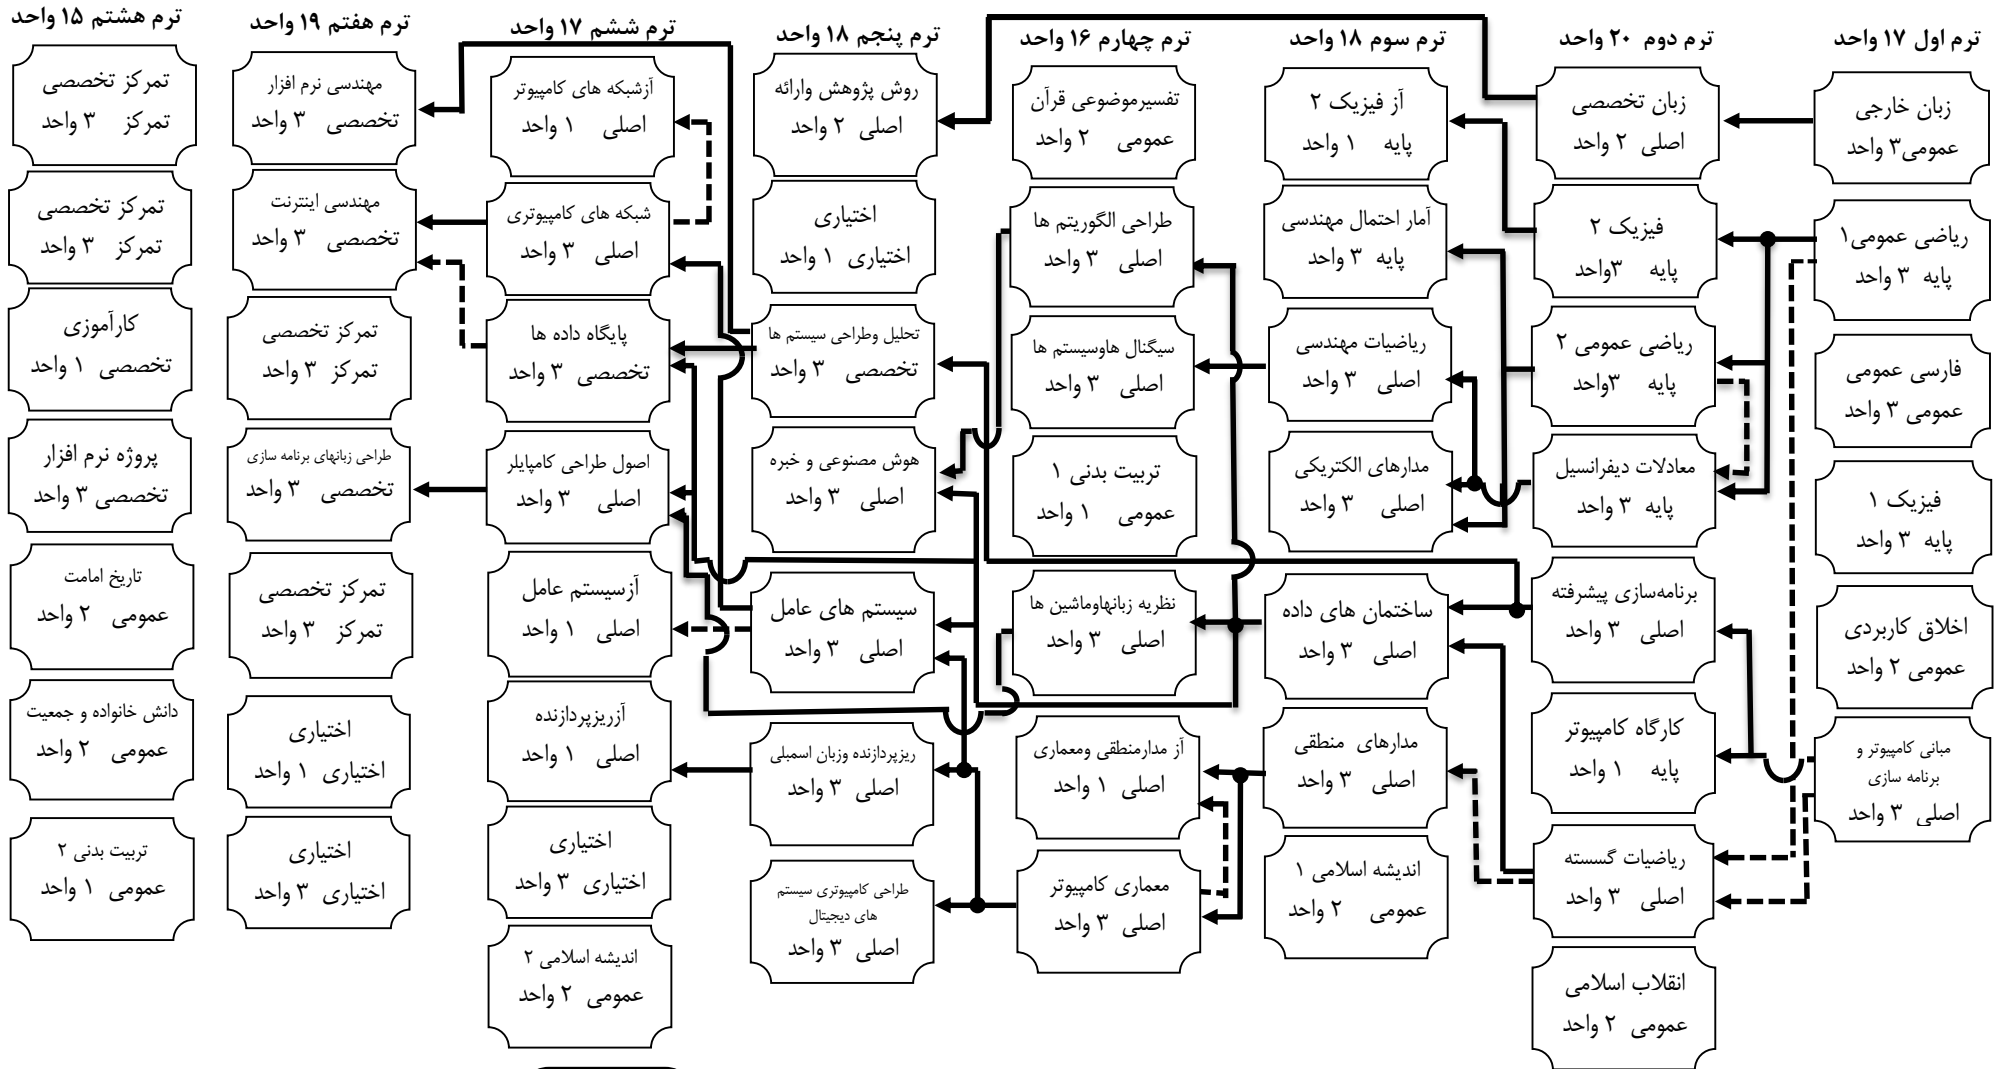 ترم اول ۱۷ واحد
زبان خارجی
عمومی۳ واحد
ریاضی عمومی۱
پایه ۳ واحد
فارسی عمومی
عمومی ۳ واحد
فیزیک ۱
پایه ۳ واحد
اخلاق کاربردی
عمومی ۲ واحد
مبانی کامپیوتر و
برنامه سازی
اصلی ۳ واحد
ترم دوم ۲۰ واحد
زبان تخصصی
اصلی ۲ واحد
فیزیک ۲
پایه ۳واحد
ریاضی عمومی ۲
پایه ۳واحد
معادلات دیفرانسیل
پایه ۳ واحد
برنامه‌سازی پیشرفته
اصلی ۳ واحد
کارگاه کامپیوتر
پایه ۱ واحد
ریاضیات گسسته
اصلی ۳ واحد
انقلاب اسلامی
عمومی ۲ واحد
ترم سوم ۱۸ واحد
آز فیزیک ۲
پایه ۱ واحد
آمار احتمال مهندسی
پایه ۳ واحد
ریاضیات مهندسی
اصلی ۳ واحد
مدارهای الکتریکی
اصلی ۳ واحد
ساختمان های داده
اصلی ۳ واحد
مدارهای منطقی
اصلی ۳ واحد
اندیشه اسلامی ۱
عمومی ۲ واحد
ترم چهارم ۱۶ واحد
تفسیرموضوعی قرآن
عمومی ۲ واحد
طراحی الگوریتم ها
اصلی ۳ واحد
سیگنال هاوسیستم ها
اصلی ۳ واحد
تربیت بدنی ۱
عمومی ۱ واحد
نظریه زبانهاوماشین ها
اصلی ۳ واحد
از مدارمنطقی ومعماری
اصلی ۱ واحد
معماری کامپیوتر
اصلی ۳ واحد
ترم پنجم ۱۸ واحد
روش پژوهش وارائه
اصلی ۲ واحد
اختیاری
اختیاری ۱ واحد
تحلیل وطراحی سیستم ها
تخصصی ۳ واحد
هوش مصنوعی و خبره
اصلی ۳ واحد
سیستم های عامل
اصلی ۳ واحد
ریزپردازنده وزبان اسمبلی
اصلی ۳ واحد
طراحی کامپیوتری سیستم
های دیجیتال
اصلی ۳ واحد
ترم ششم ۱۷ واحد
آزشبکه های کامپیوتر
اصلی ۱ واحد
شبکه های کامپیوتری
اصلی ۳ واحد
پایگاه داده ها
تخصصی ۳ واحد
اصول طراحی کامپایلر
اصلی ۳ واحد
آزسیستم عامل
اصلی ۱ واحد
آزریزپردازنده
اصلی ۱ واحد
اختیاری
اختیاری ۳ واحد
اندیشه اسلامی ۲
عمومی ۲ واحد
ترم هفتم ۱۹ واحد
مهندسی نرم افزار
تخصصی ۳ واحد
مهندسی اینترنت
تخصصی ۳ واحد
تمرکز تخصصی
تمرکز ۳ واحد
طراحی زبانهای برنامه سازی
تخصصی ۳ واحد
تمرکز تخصصی
تمرکز ۳ واحد
اختیاری
اختیاری ۱ واحد
اختیاری
اختیاری ۳ واحد
ترم هشتم ۱۵ واحد
تمرکز تخصصی
تمرکز ۳ واحد
تمرکز تخصصی
تمرکز ۳ واحد
کارآموزی
تخصصی ۱ واحد
پروژه نرم افزار
تخصصی ۳ واحد
تاریخ امامت
عمومی ۲ واحد
دانش خانواده و جمعیت
عمومی ۲ واحد
تربیت بدنی ۲
عمومی ۱ واحد